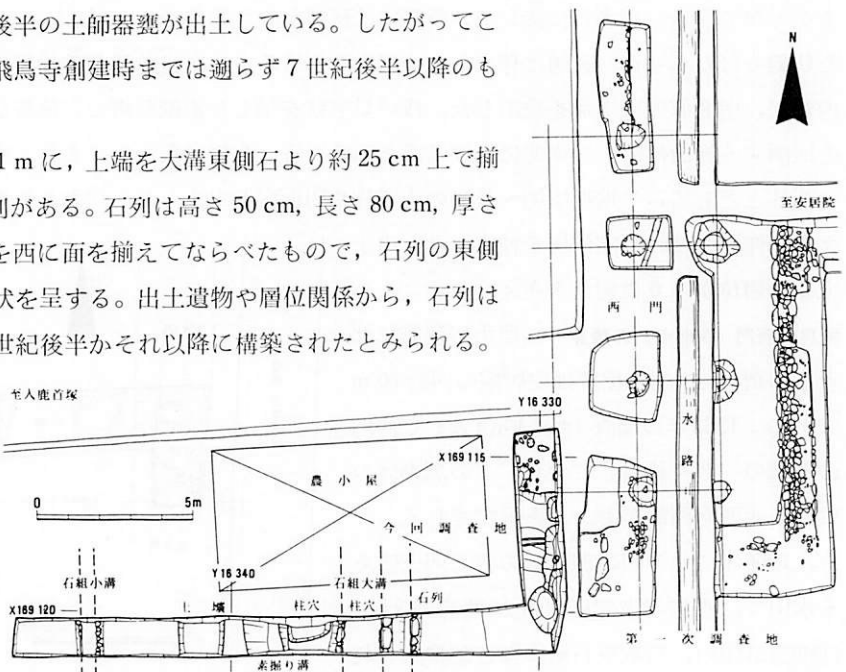 後半の土師器甕が出土している。したがってこ
飛鳥寺創建時までは遡らず7世紀後半以降のも
1mに，上端を大溝東側石より約25cm上で揃
列がある。石列は高さ50cm, 長さ80cm, 厚さ
を西に面を揃えてならべたもので，石列の東側
状を呈する。出土遺物や層位関係から，石列は
世紀後半かそれ以降に構築されたとみられる。
N
至安居院
西門
水路
至入鹿首塚
Y16 330
X169 115
農小屋
0 5m
今回調査地
Y16 340
石組小溝
石組大溝
石列
X169 120
土壙
柱穴
柱穴
素掘り溝
第一次調査地